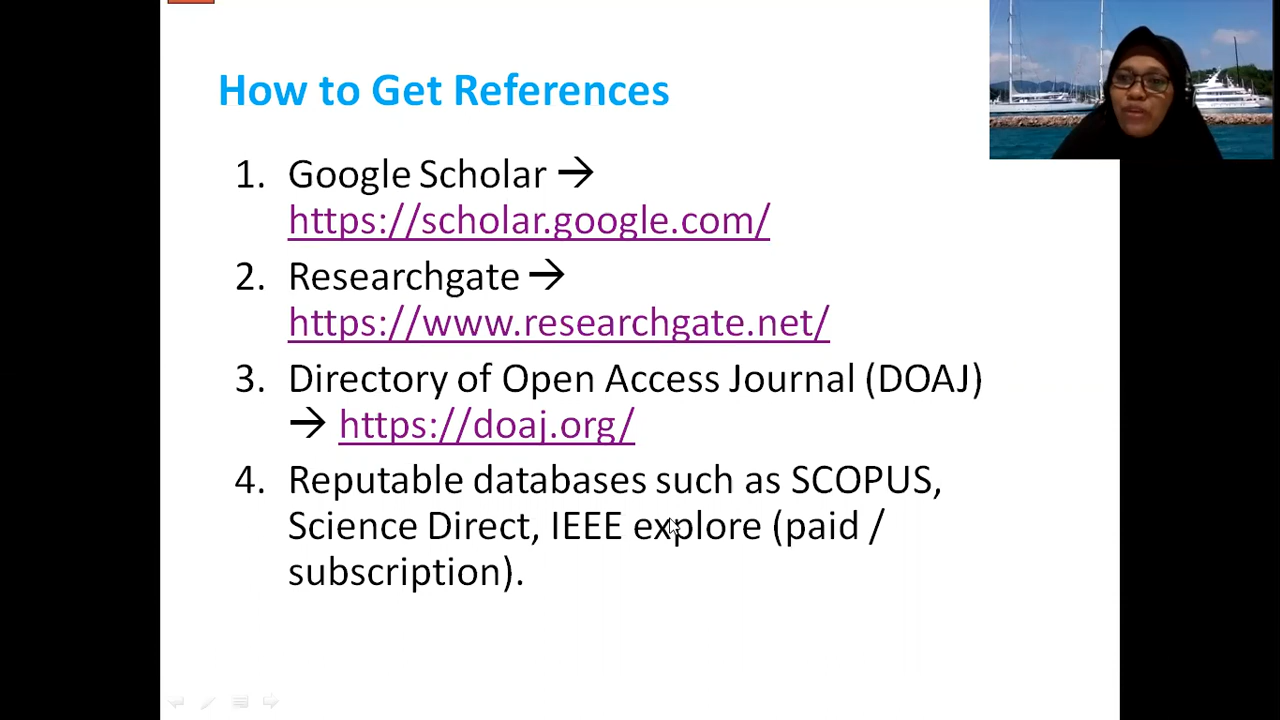 How to Get References
1. Google Scholar →
https://scholar.google.com/
2. Researchgate →
https://www.researchgate.net/
3. Directory of Open Access Journal (DOAJ)
→ https://doaj.org/
4. Reputable databases such as SCOPUS,
Science Direct, IEEE explore (paid /
subscription).